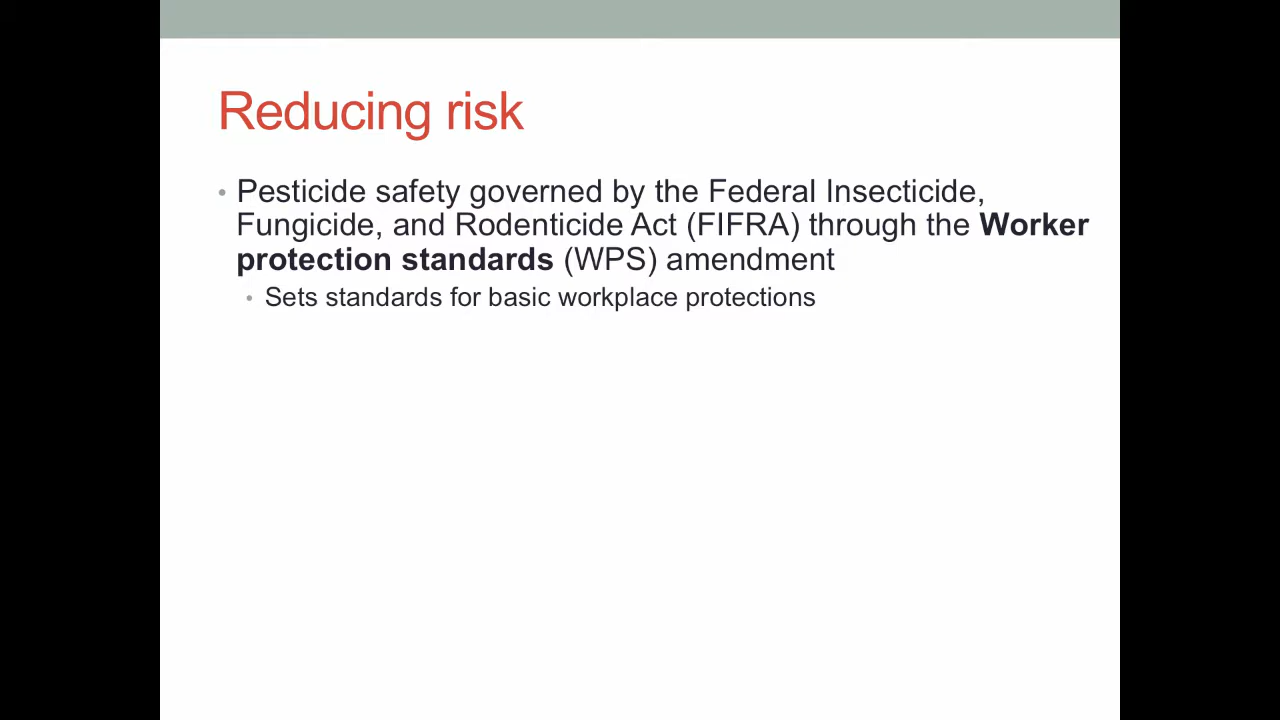 Reducing risk
• Pesticide safety governed by the Federal Insecticide,
Fungicide, and Rodenticide Act (FIFRA) through the Worker
protection standards (WPS) amendment
• Sets standards for basic workplace protections